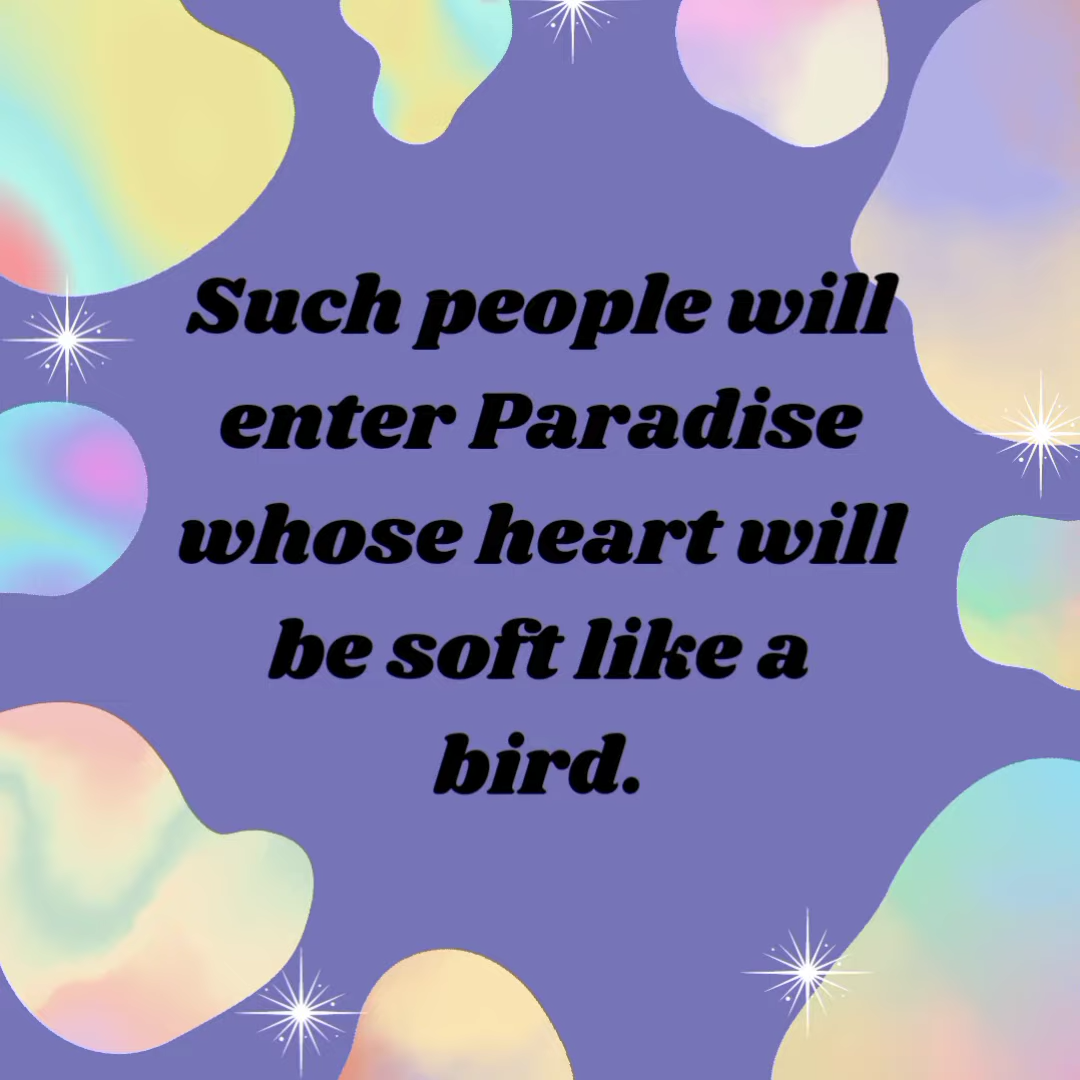 Such people will
enter Paradise
whose heart will
be soft like a
bird.